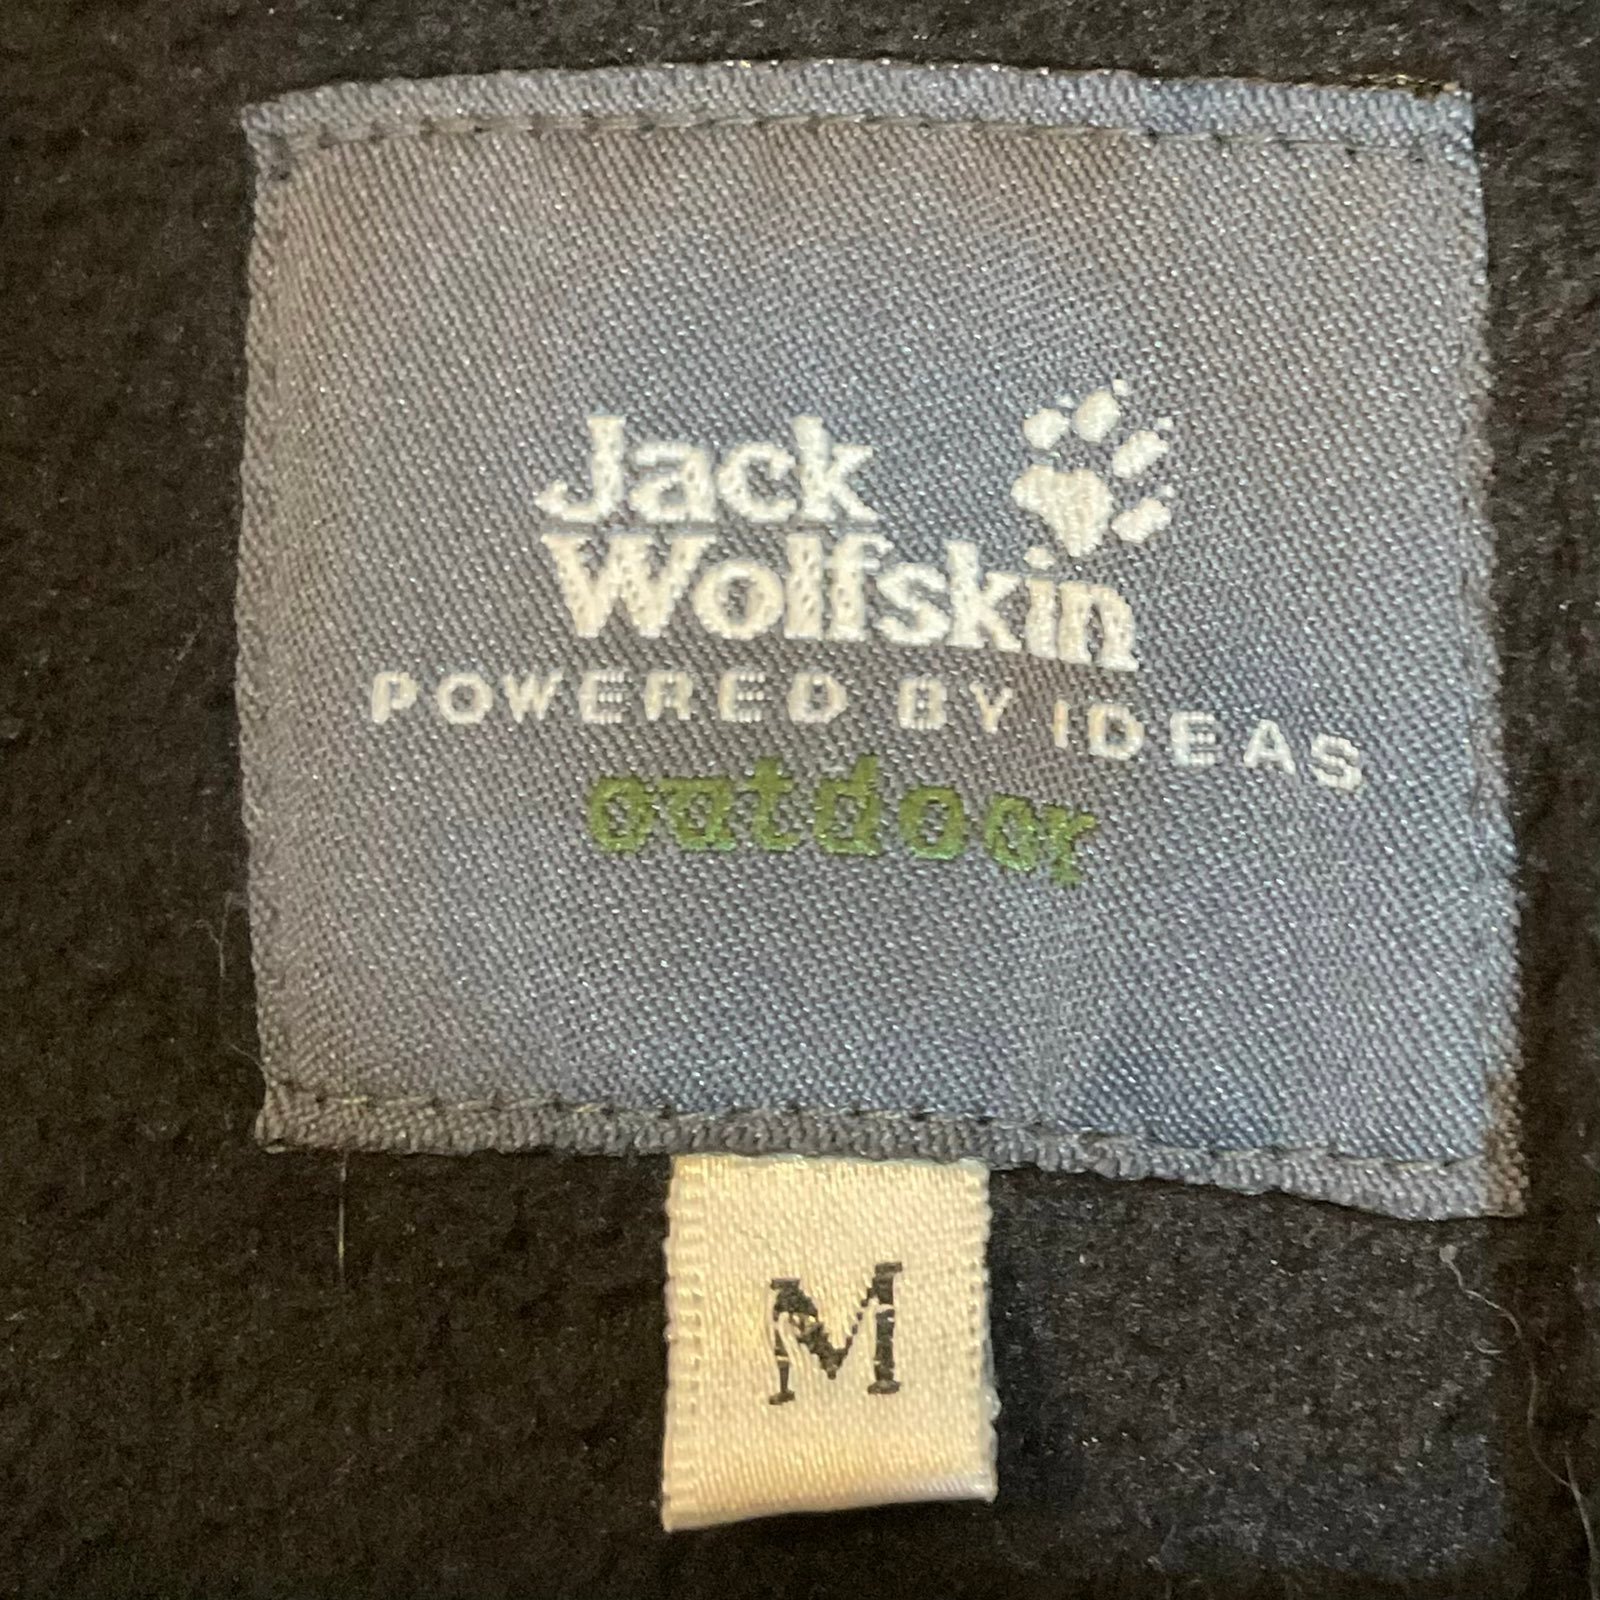 Jack
Wolfskin
POWERED BY IDEAS
outdoor
M